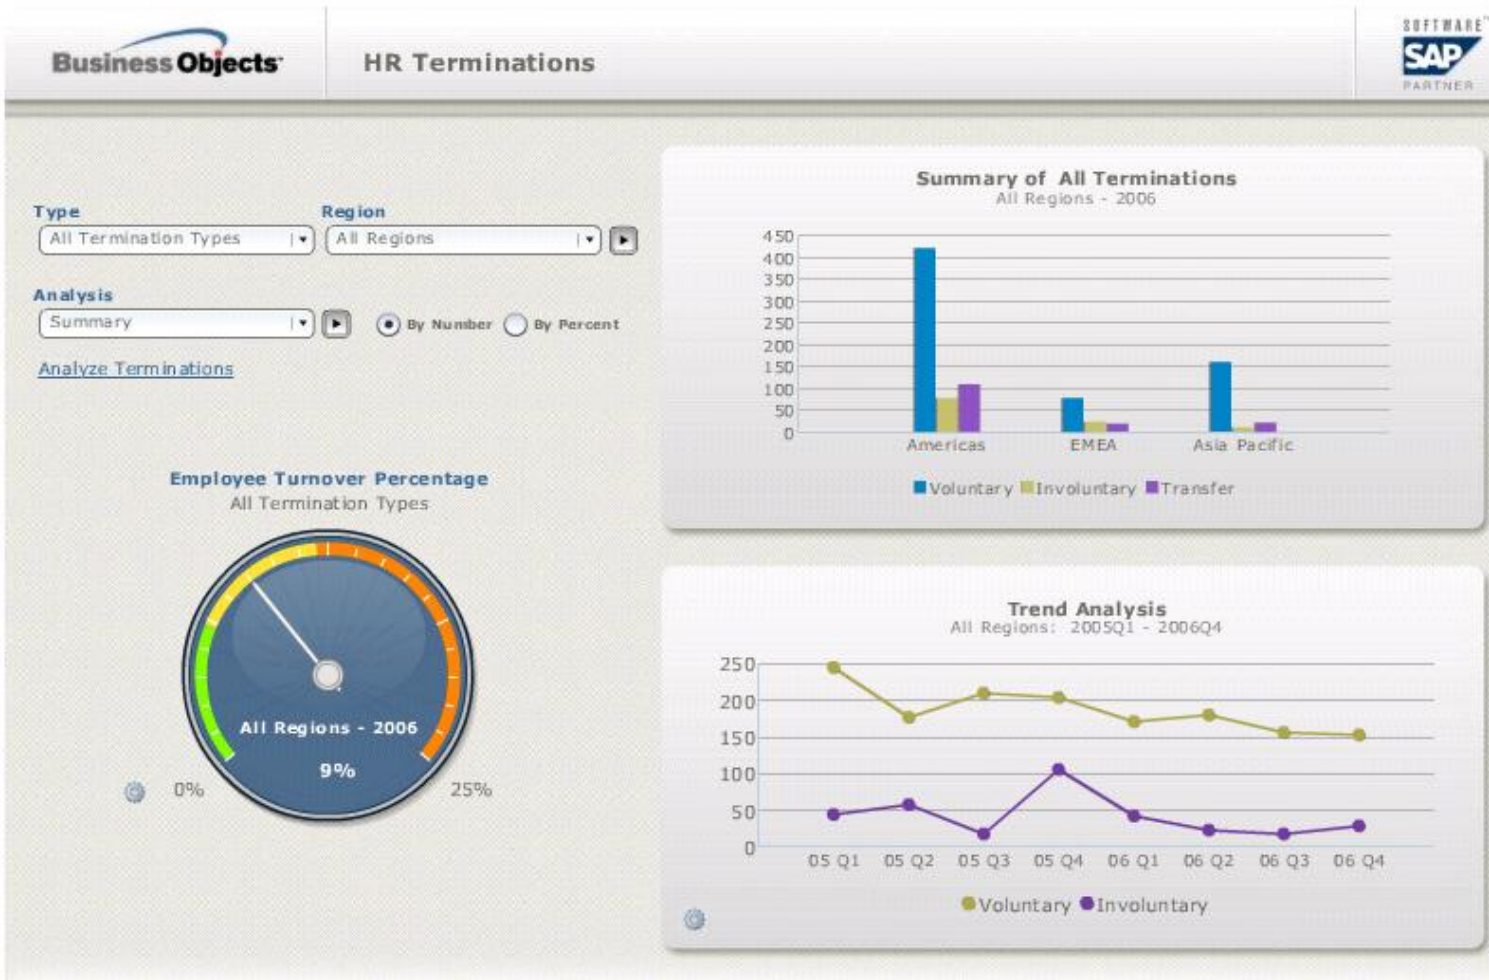 Business Objects
HR Terminations
SOFTWARE™
SAP
PARTNER
Type
Region
All Termination Types
All Regions
Analysis
Summary
By Number
By Percent
Analyze Terminations
Employee Turnover Percentage
All Termination Types
All Regions - 2006
9%
0%
25%
Summary of All Terminations
All Regions - 2006
450
400
350
300
250
200
150
100
50
0
Americas EMEA Asia Pacific
Voluntary Involuntary Transfer
Trend Analysis
All Regions: 2005Q1 - 2006Q4
250
200
150
100
50
0
05 Q1 05 Q2 05 Q3 05 Q4 06 Q1 06 Q2 06 Q3 06 Q4
Voluntary Involuntary